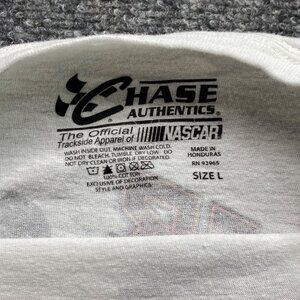 CHASE
AUTHENTICS®
The Official
Trackside Apparel of NASCAR
WASH INSIDE OUT. MACHINE WASH COLD.
DO NOT BLEACH. TUMBLE DRY LOW. DO
NOT DRY CLEAN OR IRON IF DECORATED.
100% COTTON
EXCLUSIVE OF DECORATION
STYLE AND GRAPHICS
MADE IN
HONDURAS
RN 93965
SIZE L